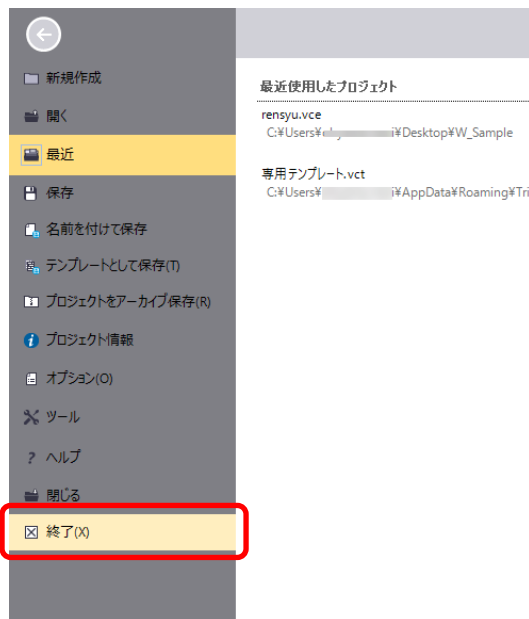 新規作成
開く
最近
保存
名前を付けて保存
テンプレートとして保存(T)
プロジェクトをアーカイブ保存(R)
プロジェクト情報
オプション(O)
ツール
ヘルプ
閉じる
終了(X)
最近使用したプロジェクト
rensyu.vce
C:¥Users¥ i¥Desktop¥W_Sample
専用テンプレート.vct
C:¥Users¥ i¥AppData¥Roaming¥Tri